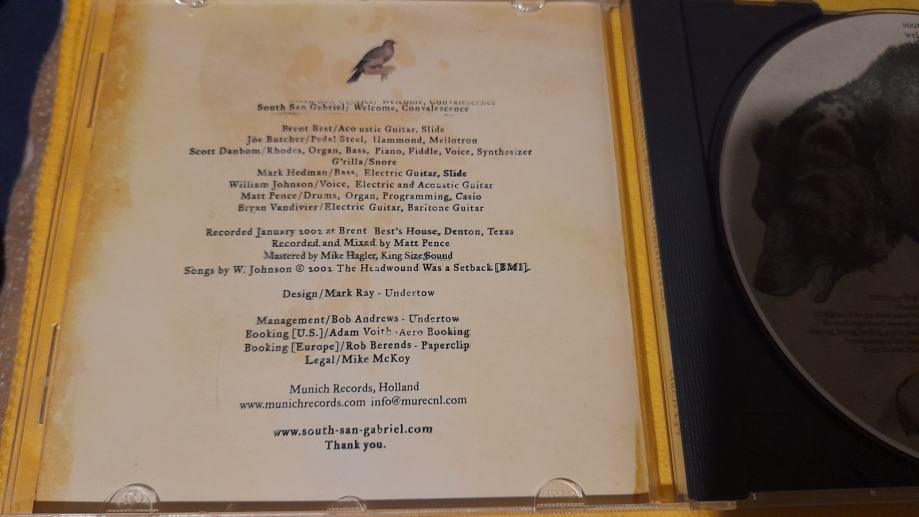 South San Gabriel/ Welcome, Convalescence
Brent Best/Acoustic Guitar, Slide
Joe Butcher/Pedal Steel, Hammond, Mellotron
Scott Danbom/Rhodes, Organ, Bass, Piano, Fiddle, Voice, Synthesizer
G'rilla/Snore
Mark Hedman/Bass, Electric Guitar, Slide
William Johnson/Voice, Electric and Acoustic Guitar
Matt Pence/Drums, Organ, Programming, Casio
Bryan Vandivier/Electric Guitar, Baritone Guitar
Recorded January 2002 at Brent Best's House, Denton, Texas
Recorded and Mixed by Matt Pence
Mastered by Mike Hagler, King Size Sound
Songs by W. Johnson © 2002 The Headwound Was a Setback [BMI].
Design/Mark Ray - Undertow
Management/Bob Andrews - Undertow
Booking [U.S.]/Adam Voith - Aero Booking
Booking [Europe]/Rob Berends - Paperclip
Legal/Mike McKoy
Munich Records, Holland
www.munichrecords.com info@murecnl.com
www.south-san-gabriel.com
Thank you.